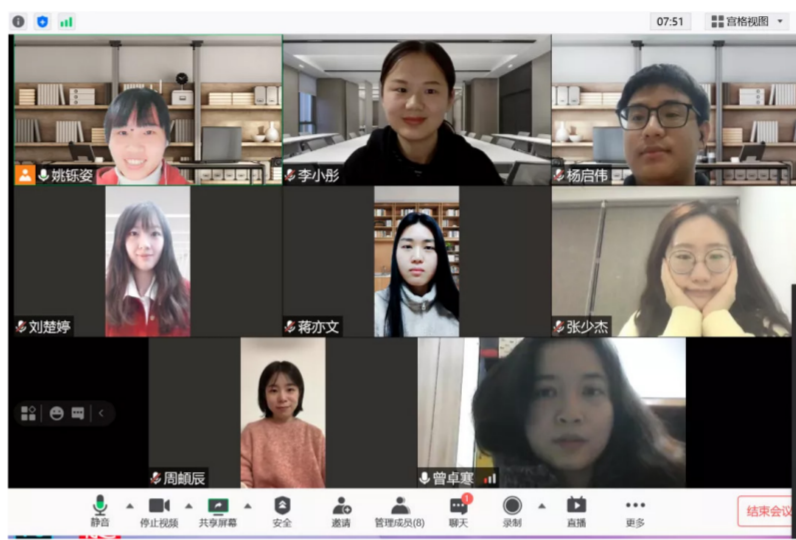 07:51
宫格视图
姚铄姿
李小彤
杨启伟
刘楚婷
蒋亦文
张少杰
周頔辰
曾卓寒
1
静音
停止视频
共享屏幕
安全
邀请
管理成员(8)
聊天
录制
直播
更多
结束会议